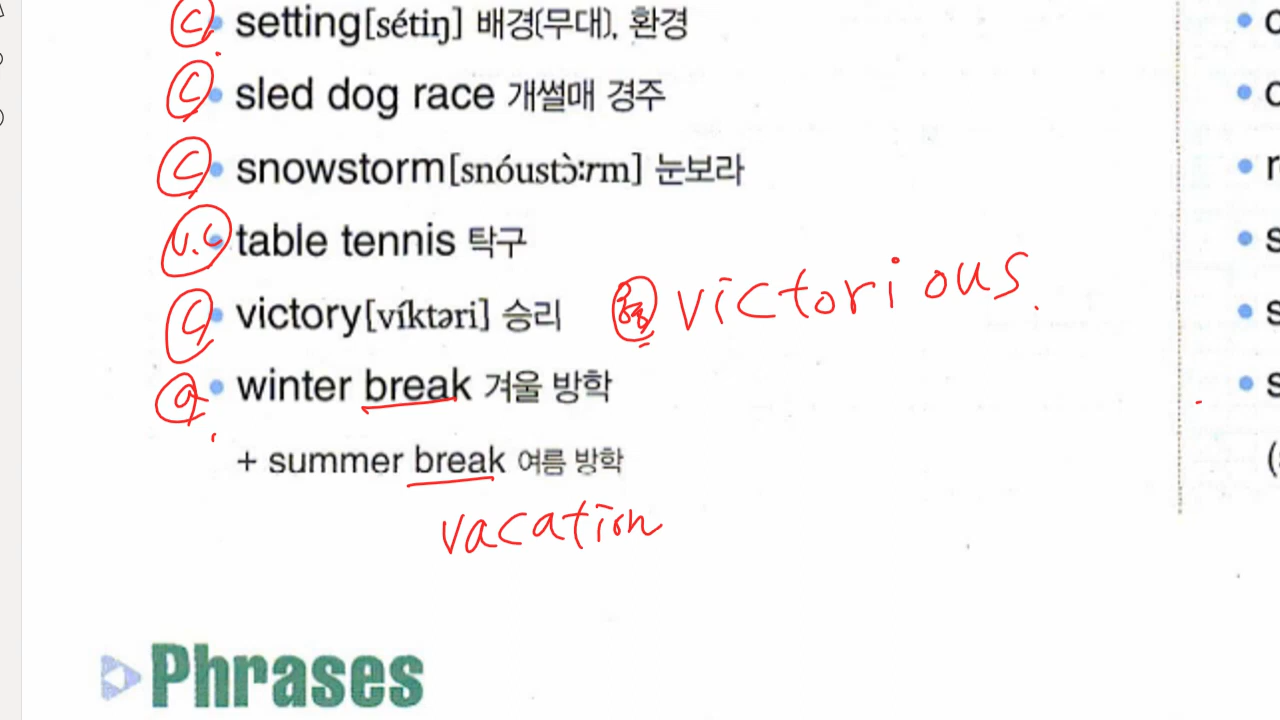 C setting[sétiŋ] 배경(무대), 환경
C sled dog race 개썰매 경주
C snowstorm[snóustɔ̀ːrm] 눈보라
U.C table tennis 탁구
C victory[víktəri] 승리 형 victorious.
winter break 겨울 방학
+ summer break 여름 방학
vacation
Phrases